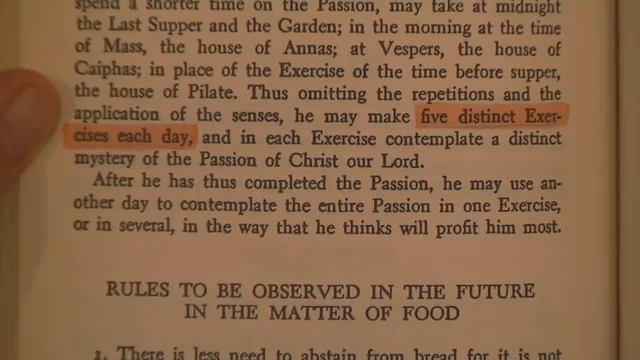 spend a shorter time on the Passion, may take at midnight
the Last Supper and the Garden; in the morning at the time
of Mass, the house of Annas; at Vespers, the house of
Caiphas; in place of the Exercise of the time before supper,
the house of Pilate. Thus omitting the repetitions and the
application of the senses, he may make five distinct Exer-
cises each day, and in each Exercise contemplate a distinct
mystery of the Passion of Christ our Lord.
After he has thus completed the Passion, he may use an-
other day to contemplate the entire Passion in one Exercise,
or in several, in the way that he thinks will profit him most.
RULES TO BE OBSERVED IN THE FUTURE
IN THE MATTER OF FOOD
1. There is less need to abstain from bread for it is not